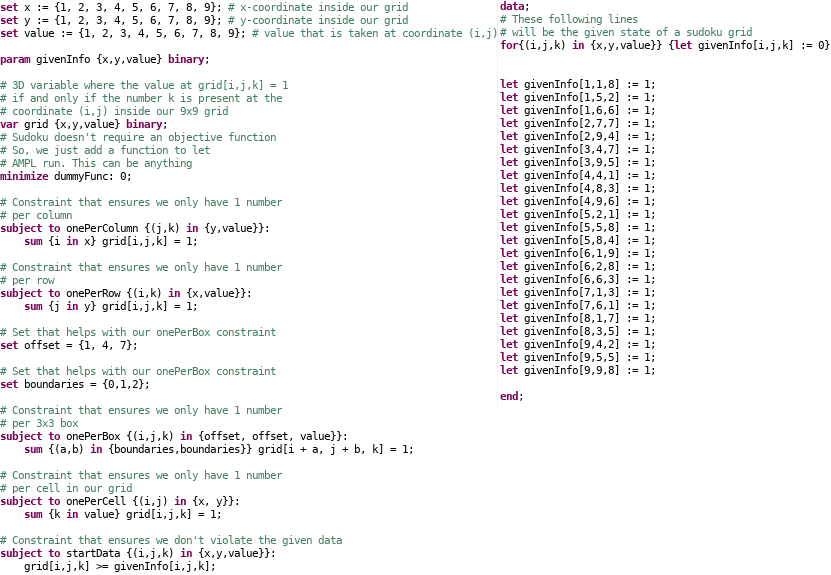 set x := {1, 2, 3, 4, 5, 6, 7, 8, 9}; # x-coordinate inside our grid
set y := {1, 2, 3, 4, 5, 6, 7, 8, 9}; # y-coordinate inside our grid
set value := {1, 2, 3, 4, 5, 6, 7, 8, 9}; # value that is taken at coordinate (i,j)
param givenInfo {x,y,value} binary;
# 3D variable where the value at grid[i,j,k] = 1
# if and only if the number k is present at the
# coordinate (i,j) inside our 9x9 grid
var grid {x,y,value} binary;
# Sudoku doesn't require an objective function
# So, we just add a function to let
# AMPL run. This can be anything
minimize dummyFunc: 0;
# Constraint that ensures we only have 1 number
# per column
subject to onePerColumn {(j,k) in {y,value}}:
sum {i in x} grid[i,j,k] = 1;
# Constraint that ensures we only have 1 number
# per row
subject to onePerRow {(i,k) in {x,value}}:
sum {j in y} grid[i,j,k] = 1;
# Set that helps with our onePerBox constraint
set offset = {1, 4, 7};
# Set that helps with our onePerBox constraint
set boundaries = {0,1,2};
# Constraint that ensures we only have 1 number
# per 3x3 box
subject to onePerBox {(i,j,k) in {offset, offset, value}}:
sum {(a,b) in {boundaries,boundaries}} grid[i + a, j + b, k] = 1;
# Constraint that ensures we only have 1 number
# per cell in our grid
subject to onePerCell {(i,j) in {x, y}}:
sum {k in value} grid[i,j,k] = 1;
# Constraint that ensures we don't violate the given data
subject to startData {(i,j,k) in {x,y,value}}:
grid[i,j,k] >= givenInfo[i,j,k];
data;
# These following lines
# will be the given state of a sudoku grid
for{(i,j,k) in {x,y,value}} {let givenInfo[i,j,k] := 0}
let givenInfo[1,1,8] := 1;
let givenInfo[1,5,2] := 1;
let givenInfo[1,6,6] := 1;
let givenInfo[2,7,7] := 1;
let givenInfo[2,9,4] := 1;
let givenInfo[3,4,7] := 1;
let givenInfo[3,9,5] := 1;
let givenInfo[4,4,1] := 1;
let givenInfo[4,8,3] := 1;
let givenInfo[4,9,6] := 1;
let givenInfo[5,2,1] := 1;
let givenInfo[5,5,8] := 1;
let givenInfo[5,8,4] := 1;
let givenInfo[6,1,9] := 1;
let givenInfo[6,2,8] := 1;
let givenInfo[6,6,3] := 1;
let givenInfo[7,1,3] := 1;
let givenInfo[7,6,1] := 1;
let givenInfo[8,1,7] := 1;
let givenInfo[8,3,5] := 1;
let givenInfo[9,4,2] := 1;
let givenInfo[9,5,5] := 1;
let givenInfo[9,9,8] := 1;
end;